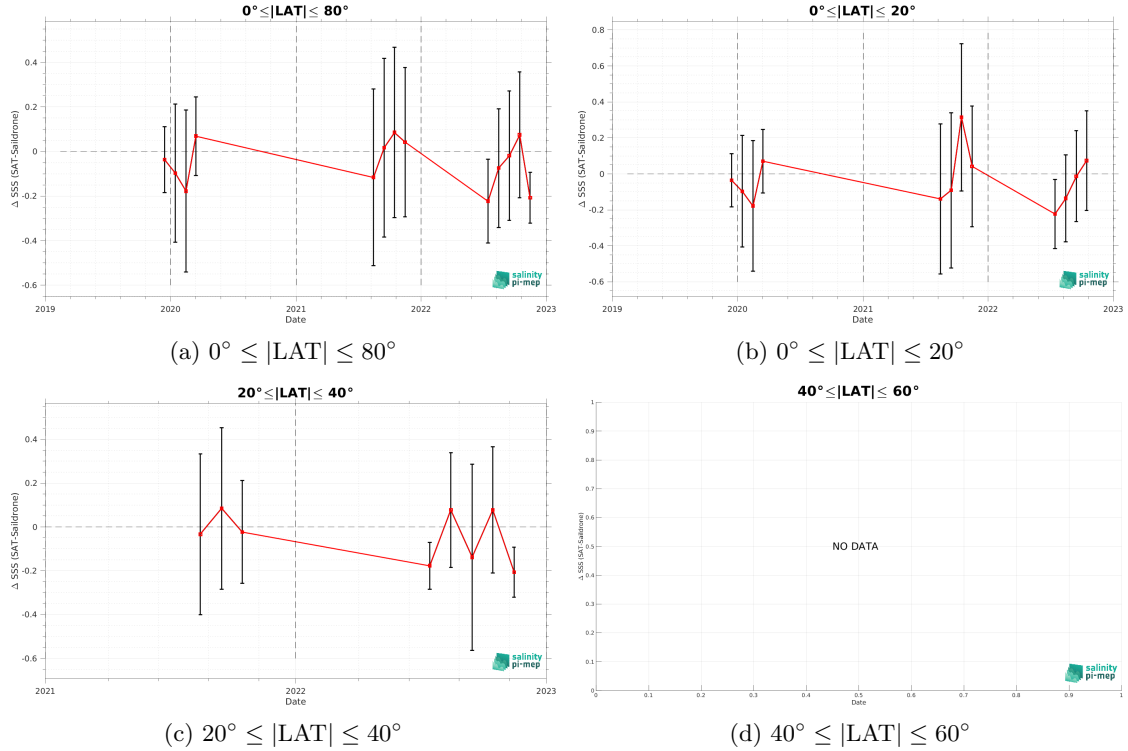 0°≤|LAT|≤ 80°
Δ SSS (SAT-Saildrone)
0.4
0.2
0
-0.2
-0.4
-0.6
2019
2020
2021
2022
2023
Date
salinity
pi-mep
(a) 0° ≤ |LAT| ≤ 80°
0°≤|LAT|≤ 20°
Δ SSS (SAT-Saildrone)
0.8
0.6
0.4
0.2
0
-0.2
-0.4
-0.6
2019
2020
2021
2022
2023
Date
salinity
pi-mep
(b) 0° ≤ |LAT| ≤ 20°
20°≤|LAT|≤ 40°
Δ SSS (SAT-Saildrone)
0.4
0.2
0
-0.2
-0.4
-0.6
2021
2022
2023
Date
salinity
pi-mep
(c) 20° ≤ |LAT| ≤ 40°
40°≤|LAT|≤ 60°
Δ SSS (SAT-Saildrone)
1
0.9
0.8
0.7
0.6
0.5
0.4
0.3
0.2
0.1
0
NO DATA
0
0.1
0.2
0.3
0.4
0.5
0.6
0.7
0.8
0.9
1
Date
salinity
pi-mep
(d) 40° ≤ |LAT| ≤ 60°